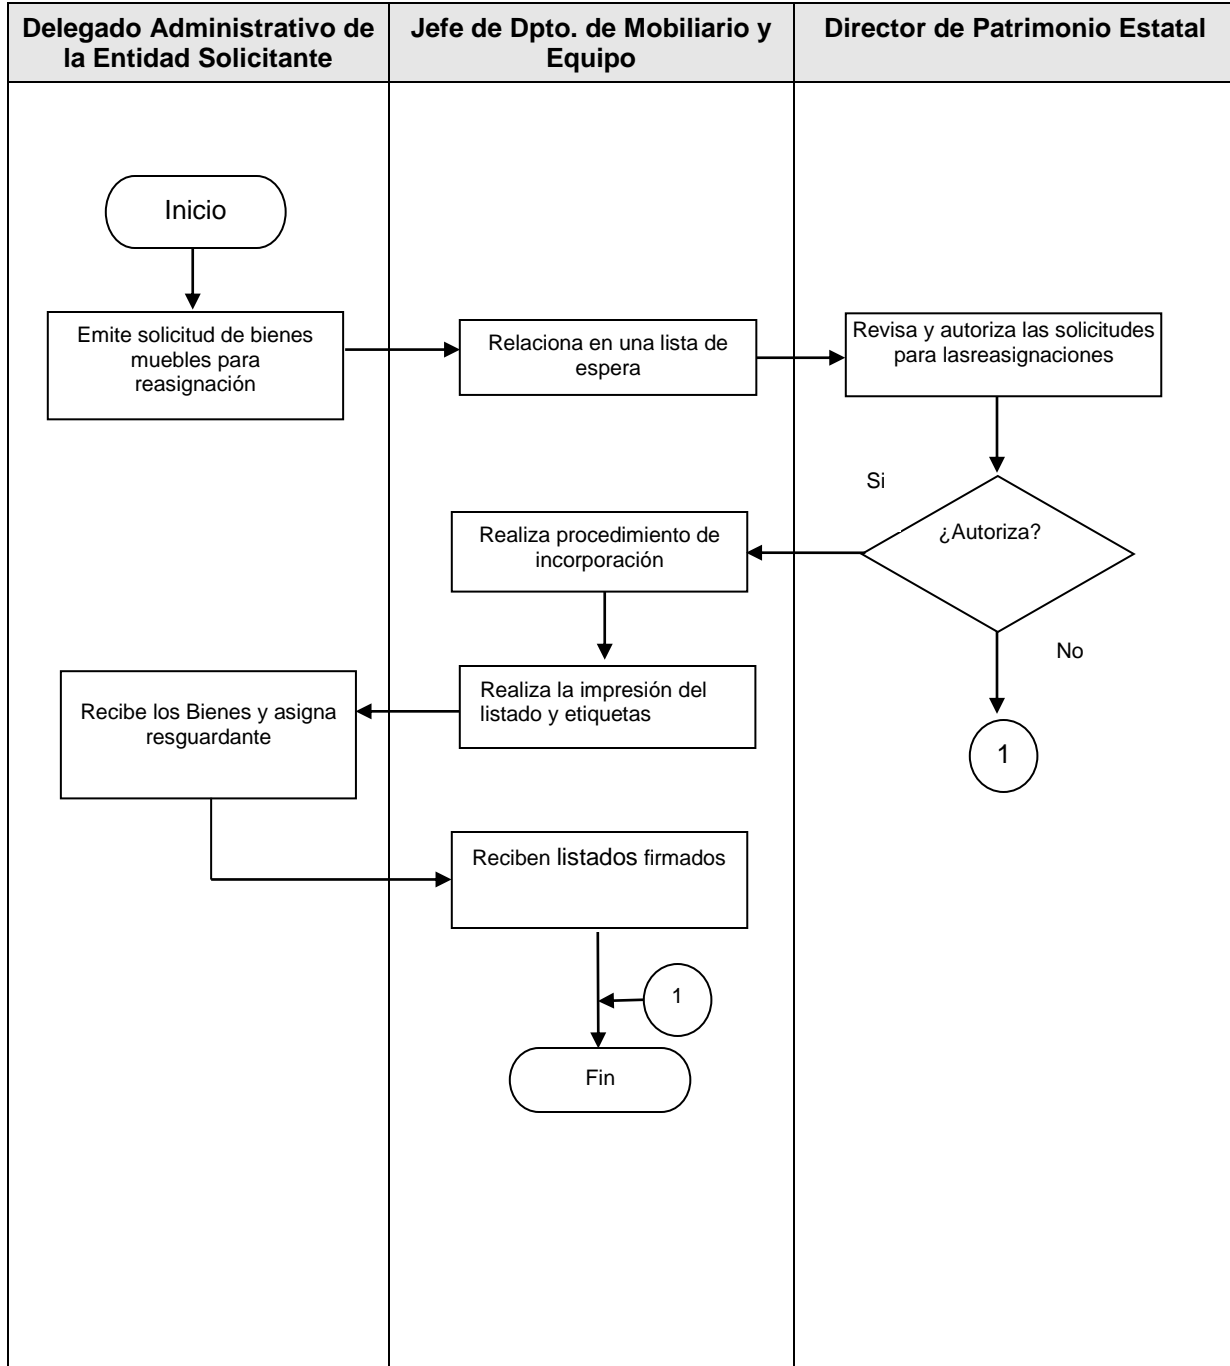 Delegado Administrativo de
la Entidad Solicitante
Jefe de Dpto. de Mobiliario y
Equipo
Director de Patrimonio Estatal
Inicio
Emite solicitud de bienes
muebles para
reasignación
Relaciona en una lista de
espera
Revisa y autoriza las solicitudes
para lasreasignaciones
Si
¿Autoriza?
Realiza procedimiento de
incorporación
No
Realiza la impresión del
listado y etiquetas
Recibe los Bienes y asigna
resguardante
1
Reciben listados firmados
1
Fin